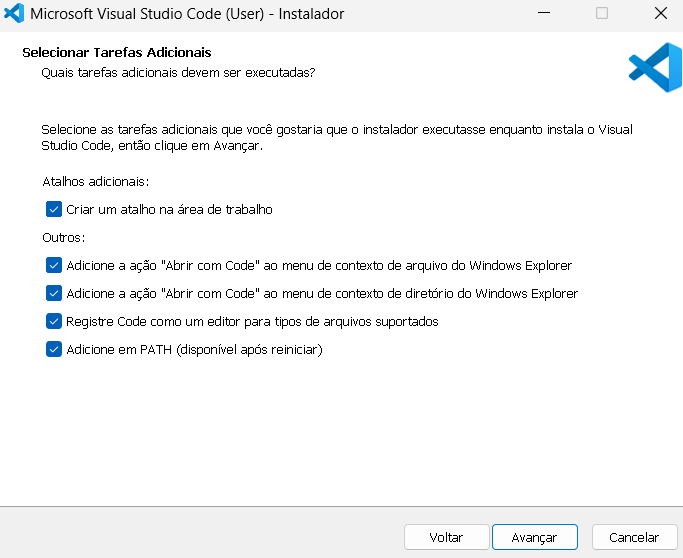 Microsoft Visual Studio Code (User) - Instalador
Selecionar Tarefas Adicionais
Quais tarefas adicionais devem ser executadas?
Selecione as tarefas adicionais que você gostaria que o instalador executasse enquanto instala o Visual
Studio Code, então clique em Avançar.
Atalhos adicionais:
Criar um atalho na área de trabalho
Outros:
Adicione a ação "Abrir com Code" ao menu de contexto de arquivo do Windows Explorer
Adicione a ação "Abrir com Code" ao menu de contexto de diretório do Windows Explorer
Registre Code como um editor para tipos de arquivos suportados
Adicione em PATH (disponível após reiniciar)
Voltar Avançar Cancelar